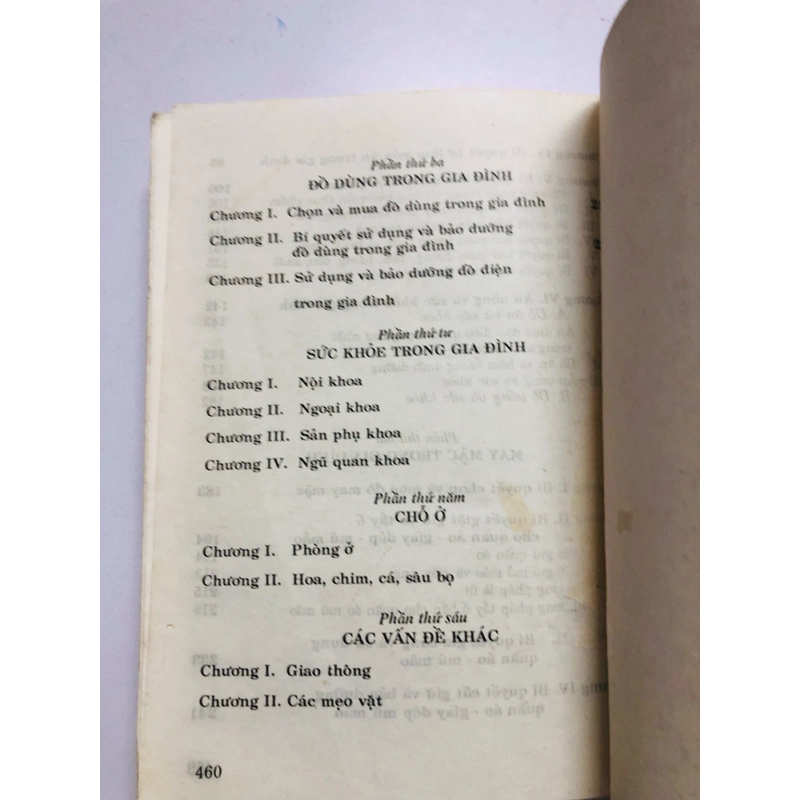 Phần thứ ba
ĐỒ DÙNG TRONG GIA ĐÌNH
Chương I. Chọn và mua đồ dùng trong gia đình
Chương II. Bí quyết sử dụng và bảo dưỡng
đồ dùng trong gia đình
Chương III. Sử dụng và bảo dưỡng đồ điện
trong gia đình
Phần thứ tư
SỨC KHỎE TRONG GIA ĐÌNH
Chương I. Nội khoa
Chương II. Ngoại khoa
Chương III. Sản phụ khoa
Chương IV. Ngũ quan khoa
Phần thứ năm
CHỖ Ở
Chương I. Phòng ở
Chương II. Hoa, chim, cá, sâu bọ
Phần thứ sáu
CÁC VẤN ĐỀ KHÁC
Chương I. Giao thông
Chương II. Các mẹo vặt
460